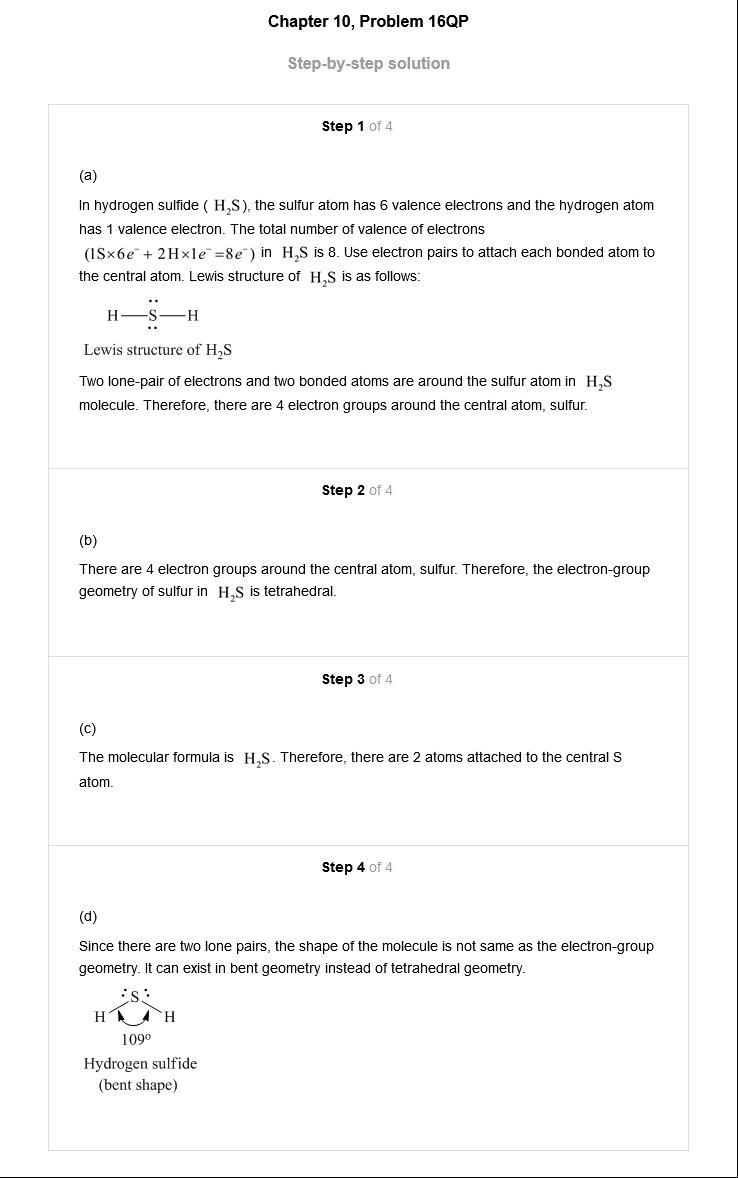 Chapter 10, Problem 16QP
Step-by-step solution
Step 1 of 4
(a)
In hydrogen sulfide ( H₂S), the sulfur atom has 6 valence electrons and the hydrogen atom
has 1 valence electron. The total number of valence of electrons
(1S×6e⁻ + 2H×1e⁻=8e⁻) in H₂S is 8. Use electron pairs to attach each bonded atom to
the central atom. Lewis structure of H₂S is as follows:
H—S—H
Lewis structure of H₂S
Two lone-pair of electrons and two bonded atoms are around the sulfur atom in H₂S
molecule. Therefore, there are 4 electron groups around the central atom, sulfur.
Step 2 of 4
(b)
There are 4 electron groups around the central atom, sulfur. Therefore, the electron-group
geometry of sulfur in H₂S is tetrahedral.
Step 3 of 4
(c)
The molecular formula is H₂S. Therefore, there are 2 atoms attached to the central S
atom.
Step 4 of 4
(d)
Since there are two lone pairs, the shape of the molecule is not same as the electron-group
geometry. It can exist in bent geometry instead of tetrahedral geometry.
S
H H
109º
Hydrogen sulfide
(bent shape)